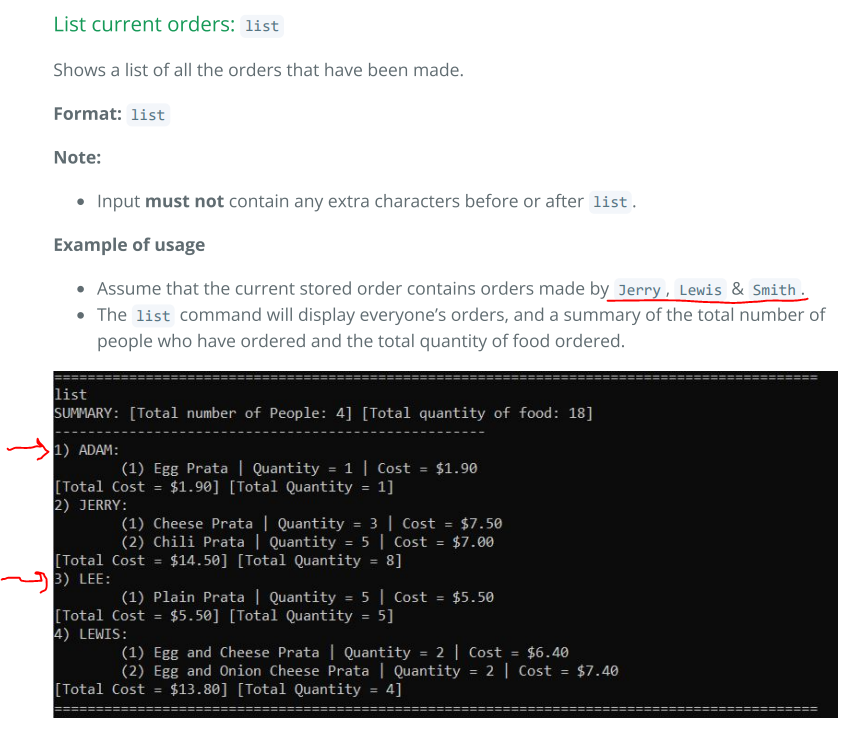 List current orders: list
Shows a list of all the orders that have been made.
Format: list
Note:
• Input must not contain any extra characters before or after list.
Example of usage
• Assume that the current stored order contains orders made by Jerry, Lewis & Smith.
• The list command will display everyone's orders, and a summary of the total number of
people who have ordered and the total quantity of food ordered.
============================================================================================
list
SUMMARY: [Total number of People: 4] [Total quantity of food: 18]
----------------------------------------------------
1) ADAM:
(1) Egg Prata | Quantity = 1 | Cost = $1.90
[Total Cost = $1.90] [Total Quantity = 1]
2) JERRY:
(1) Cheese Prata | Quantity = 3 | Cost = $7.50
(2) Chili Prata | Quantity = 5 | Cost = $7.00
[Total Cost = $14.50] [Total Quantity = 8]
3) LEE:
(1) Plain Prata | Quantity = 5 | Cost = $5.50
[Total Cost = $5.50] [Total Quantity = 5]
4) LEWIS:
(1) Egg and Cheese Prata | Quantity = 2 | Cost = $6.40
(2) Egg and Onion Cheese Prata | Quantity = 2 | Cost = $7.40
[Total Cost = $13.80] [Total Quantity = 4]
============================================================================================